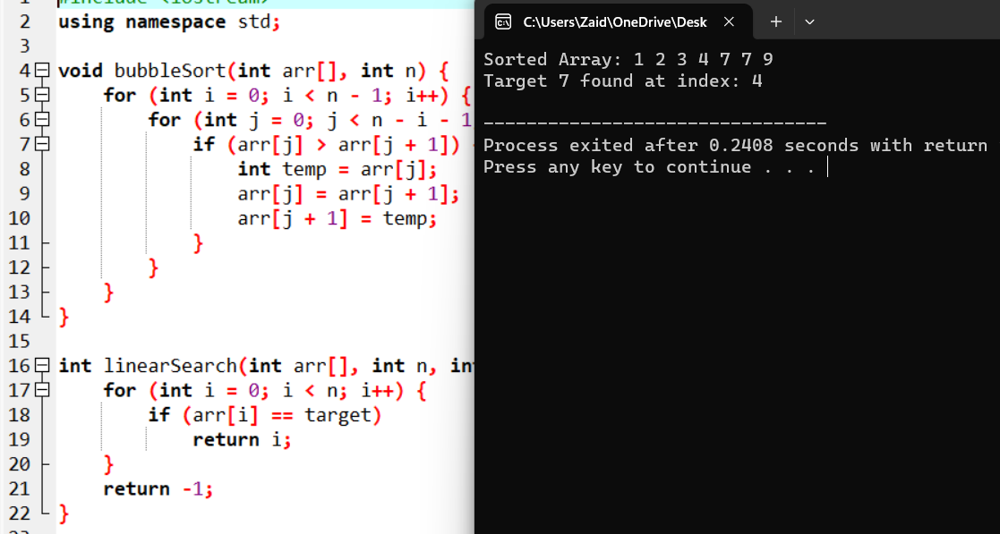 1 #include <iostream>
2 using namespace std;
3
4 void bubbleSort(int arr[], int n) {
5 for (int i = 0; i < n - 1; i++) {
6 for (int j = 0; j < n - i - 1
7 if (arr[j] > arr[j + 1])
8 int temp = arr[j];
9 arr[j] = arr[j + 1];
10 arr[j + 1] = temp;
11 }
12 }
13 }
14 }
15
16 int linearSearch(int arr[], int n, in
17 for (int i = 0; i < n; i++) {
18 if (arr[i] == target)
19 return i;
20 }
21 return -1;
22 }
C:\Users\Zaid\OneDrive\Desk
Sorted Array: 1 2 3 4 7 7 9
Target 7 found at index: 4
--------------------------------
Process exited after 0.2408 seconds with return
Press any key to continue . . .